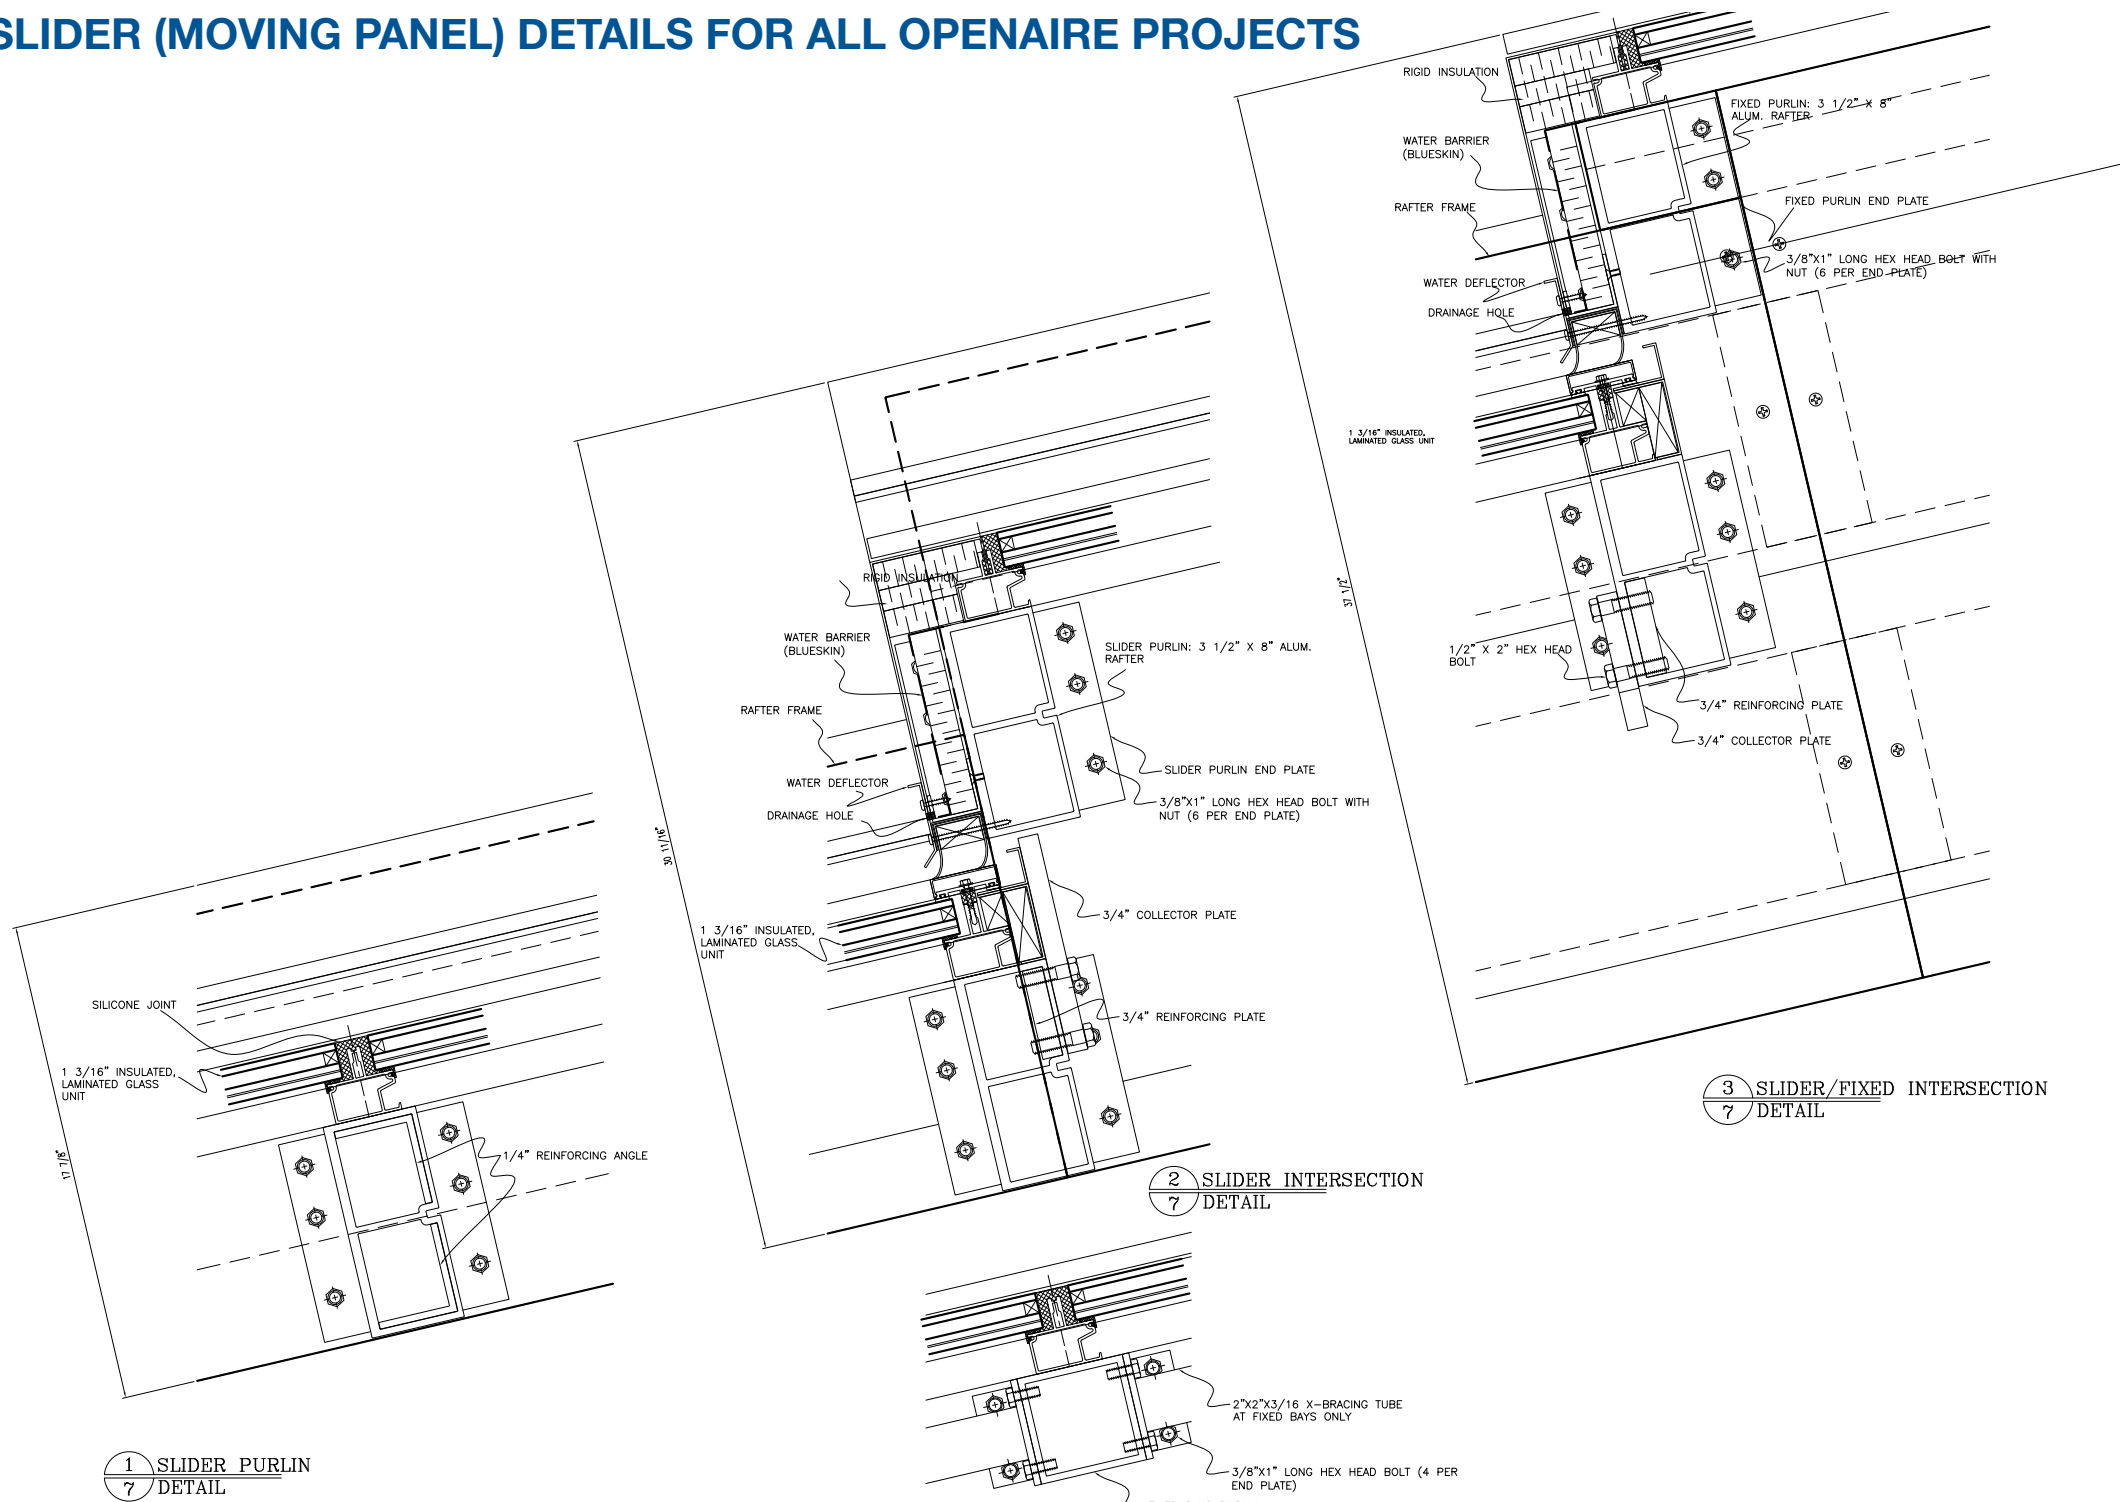 SLIDER (MOVING PANEL) DETAILS FOR ALL OPENAIRE PROJECTS
SILICONE JOINT
1 3/16" INSULATED,
LAMINATED GLASS
UNIT
17 7/8"
1/4" REINFORCING ANGLE
1
7
SLIDER PURLIN
DETAIL
30 11/16"
RIGID INSULATION
WATER BARRIER
(BLUESKIN)
RAFTER FRAME
WATER DEFLECTOR
DRAINAGE HOLE
1 3/16" INSULATED,
LAMINATED GLASS
UNIT
SLIDER PURLIN: 3 1/2" X 8" ALUM.
RAFTER
SLIDER PURLIN END PLATE
3/8"X1" LONG HEX HEAD BOLT WITH
NUT (6 PER END PLATE)
3/4" COLLECTOR PLATE
3/4" REINFORCING PLATE
2
7
SLIDER INTERSECTION
DETAIL
2"X2"X3/16 X-BRACING TUBE
AT FIXED BAYS ONLY
3/8"X1" LONG HEX HEAD BOLT (4 PER
END PLATE)
RIGID INSULATION
WATER BARRIER
(BLUESKIN)
RAFTER FRAME
WATER DEFLECTOR
DRAINAGE HOLE
1 3/16" INSULATED,
LAMINATED GLASS UNIT
37 1/2"
FIXED PURLIN: 3 1/2" X 8"
ALUM. RAFTER
FIXED PURLIN END PLATE
3/8"X1" LONG HEX HEAD BOLT WITH
NUT (6 PER END PLATE)
1/2" X 2" HEX HEAD
BOLT
3/4" REINFORCING PLATE
3/4" COLLECTOR PLATE
3
7
SLIDER/FIXED INTERSECTION
DETAIL